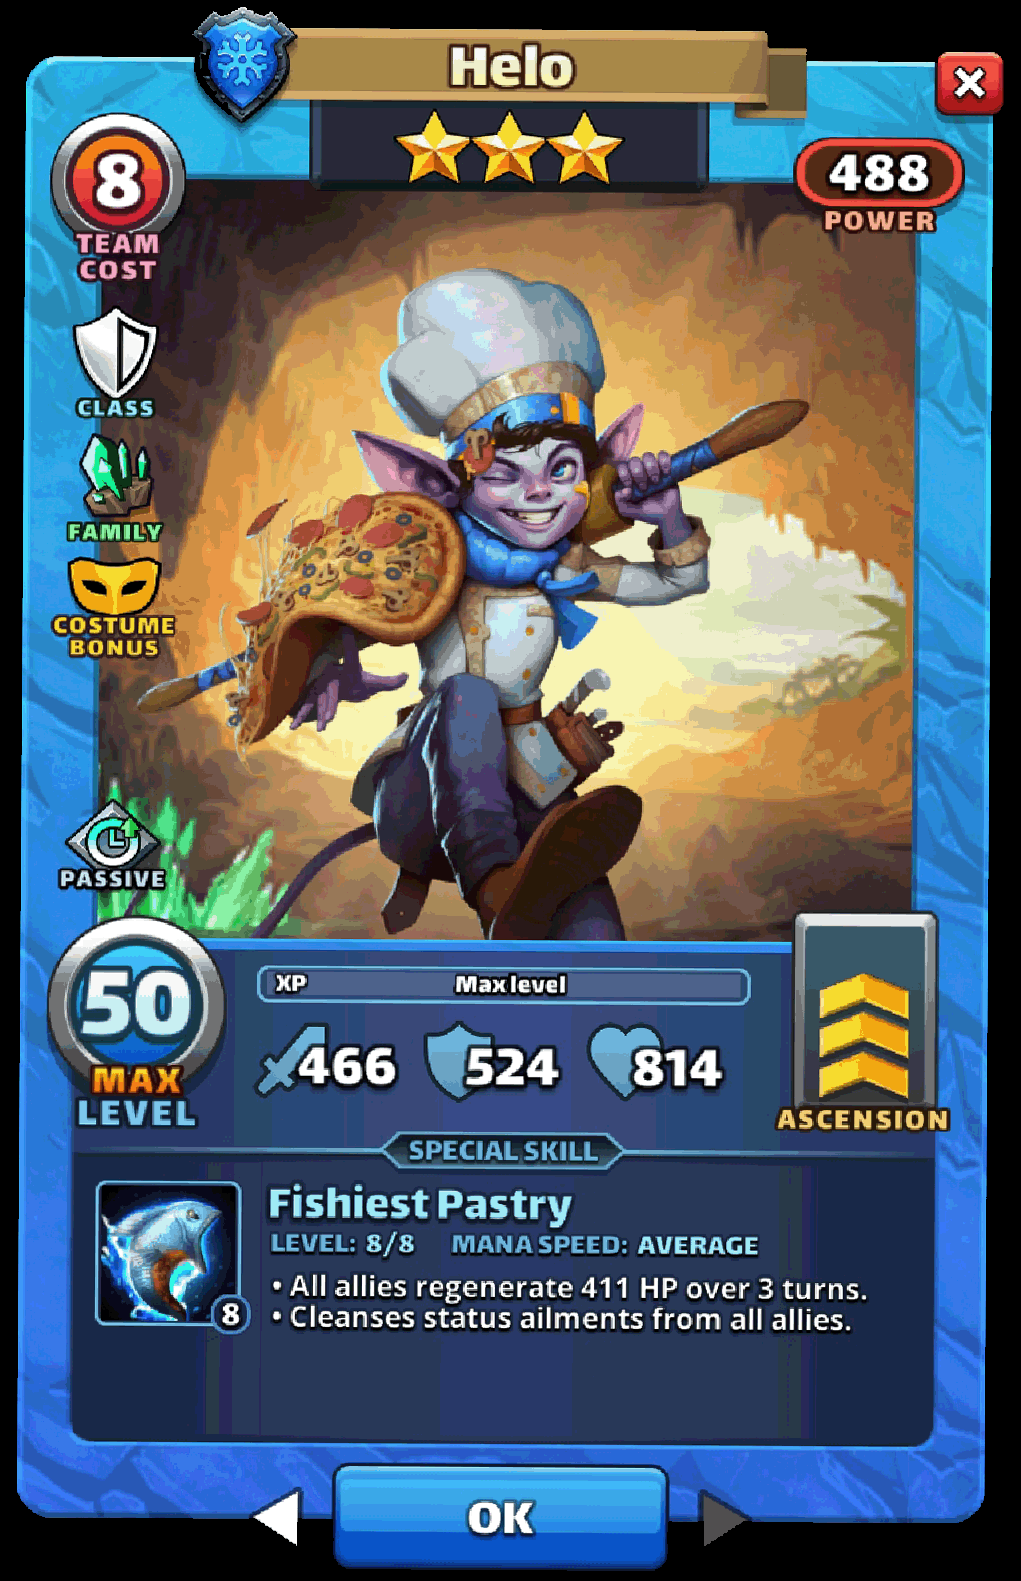 Helo
8
TEAM
COST
488
POWER
CLASS
FAMILY
COSTUME
BONUS
PASSIVE
50
MAX
LEVEL
XP Max level
466 524 814
ASCENSION
SPECIAL SKILL
Fishiest Pastry
LEVEL: 8/8 MANA SPEED: AVERAGE
• All allies regenerate 411 HP over 3 turns.
• Cleanses status ailments from all allies.
8
OK